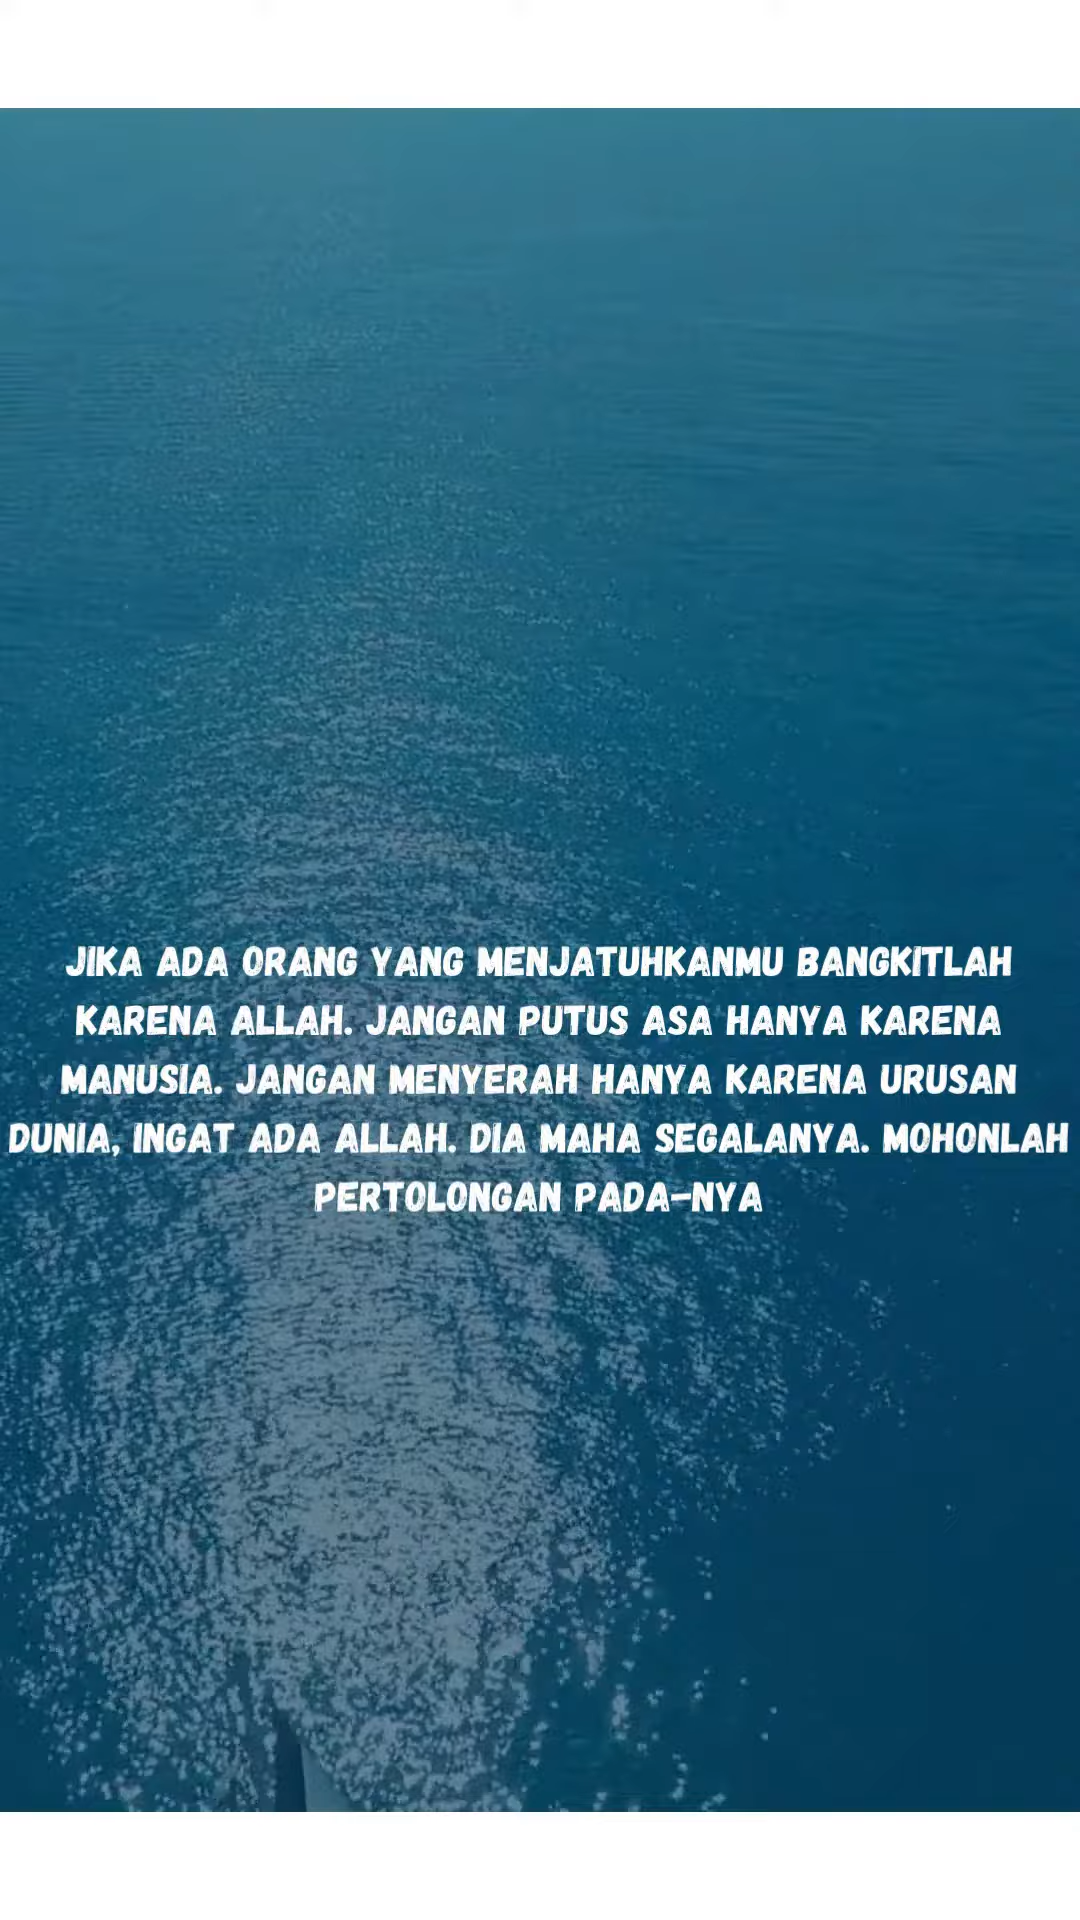 JIKA ADA ORANG YANG MENJATUHKANMU BANGKITLAH
KARENA ALLAH. JANGAN PUTUS ASA HANYA KARENA
MANUSIA. JANGAN MENYERAH HANYA KARENA URUSAN
DUNIA, INGAT ADA ALLAH. DIA MAHA SEGALANYA. MOHONLAH
PERTOLONGAN PADA-NYA